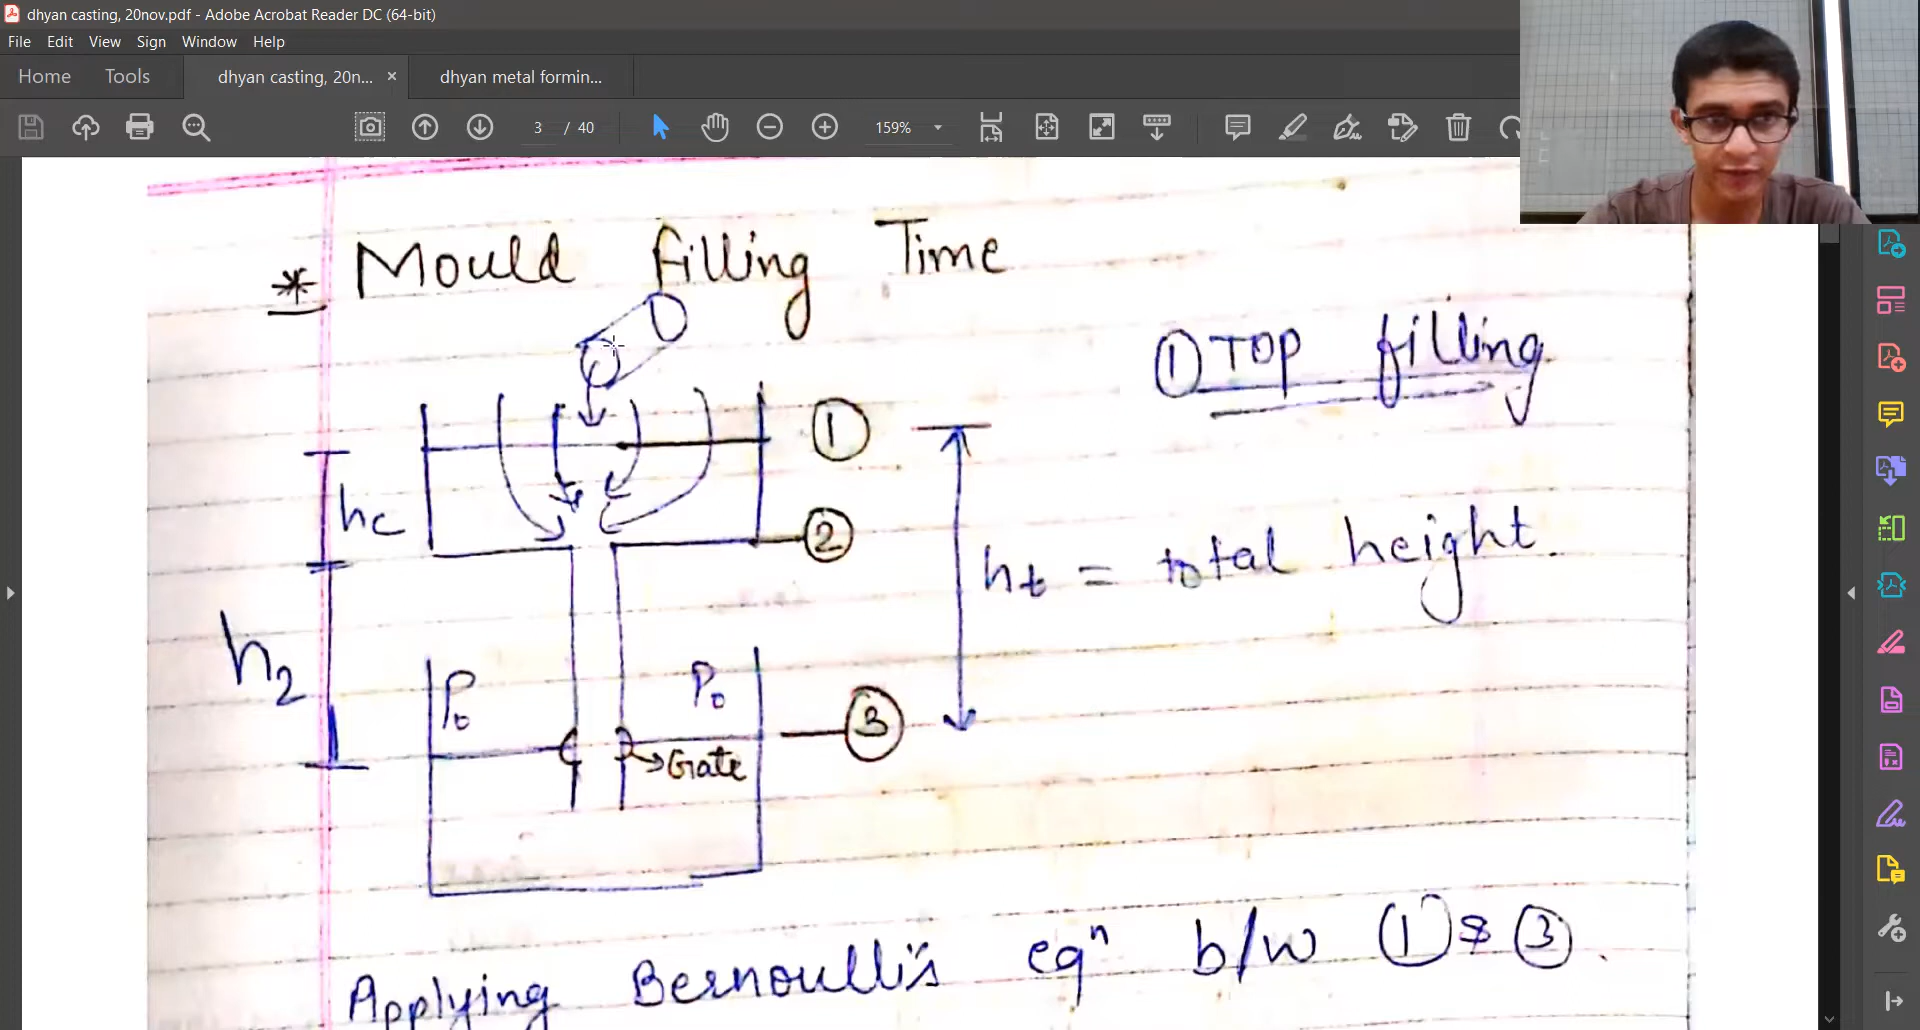 dhyan casting, 20nov.pdf - Adobe Acrobat Reader DC (64-bit)
File Edit View Sign Window Help
Home Tools dhyan casting, 20n... × dhyan metal formin...
3 / 40 159%
* Mould filling Time
① TOP filling
①
hc
②
ht = total height.
h2
Po Po
③
Gate
Applying Bernoulli's eqn b/w ① & ③.